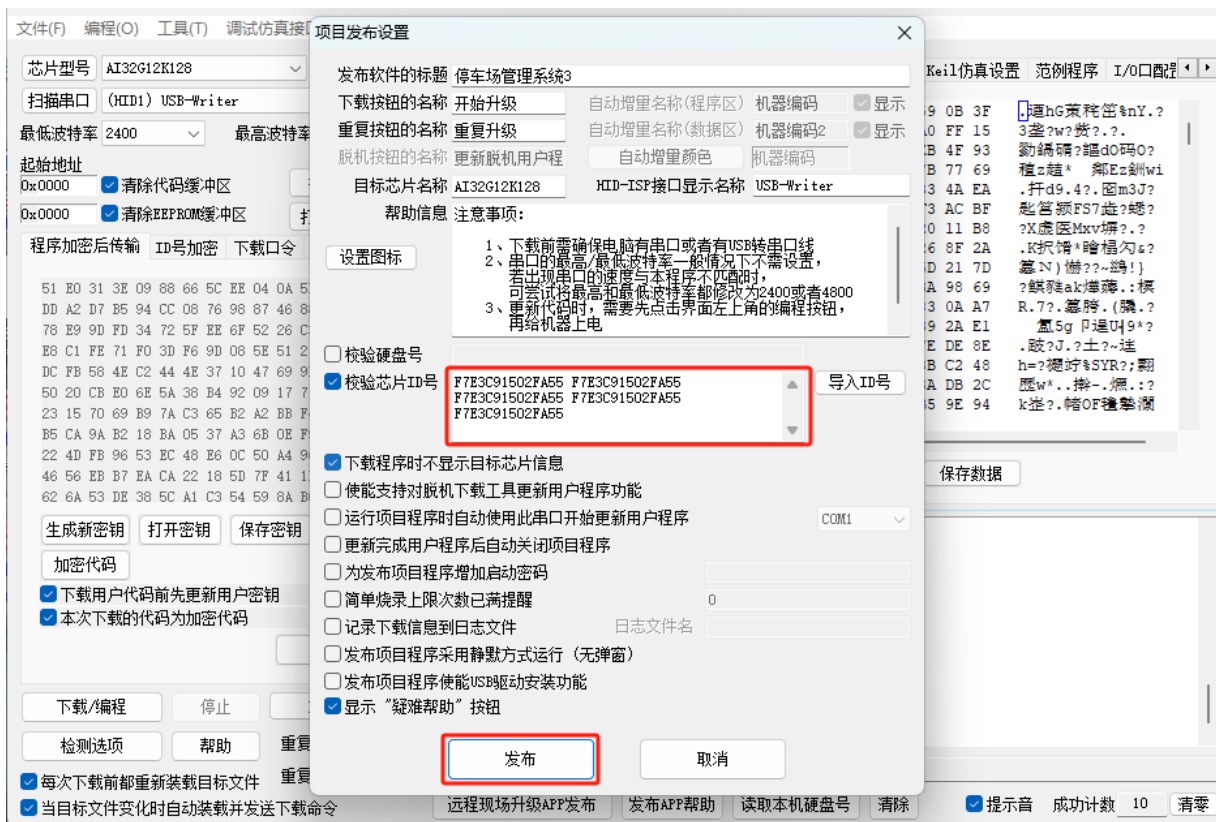 文件(F) 编程(O) 工具(T) 调试仿真接
项目发布设置
芯片型号 AI32G12K128
扫描串口 (HID1) USB-Writer
最低波特率 2400 最高波特率
起始地址
0x0000 清除代码缓冲区
0x0000 清除EEPROM缓冲区
程序加密后传输 ID号加密 下载口令
51 E0 31 3E 09 88 66 5C EE 04 0A
DD A2 D7 B5 94 CC 08 76 98 87 46
78 E9 9D FD 34 72 5F EE 6F 52 26
E8 C1 FE 71 F0 3D F6 9D 08 5E 51
DC FB 58 4E C2 44 4E 37 10 47 69
50 20 CB E0 6E 5A 38 B4 92 09 17
23 15 70 69 B9 7A C3 65 B2 A2 BB
B5 CA 9A B2 18 BA 05 37 A3 6B 0E
22 4D FB 96 53 EC 48 E6 0C 50 A4
46 56 EB B7 EA CA 22 18 5D 7F 41
62 6A 53 DE 38 5C A1 C3 54 59 8A
生成新密钥 打开密钥 保存密钥
加密代码
下载用户代码前先更新用户密钥
本次下载的代码为加密代码
下载/编程 停止
检测选项 帮助
每次下载前都重新装载目标文件
当目标文件变化时自动装载并发送下载命令
发布软件的标题 停车场管理系统3
下载按钮的名称 开始升级 自动增量名称(程序区) 机器编码 显示
重复按钮的名称 重复升级 自动增量名称(数据区) 机器编码2 显示
脱机按钮的名称 更新脱机用户程 自动增量颜色 机器编码
目标芯片名称 AI32G12K128 HID-ISP接口显示名称 USB-Writer
帮助信息 注意事项:
设置图标
1、下载前需确保电脑有串口或者有USB转串口线
2、串口的最高/最低波特率一般情况下不需设置,
若出现串口的速度与本程序不匹配时,
可尝试将最高和最低波特率都修改为2400或者4800
3、更新代码时,需要先点击界面左上角的编程按钮,
再给机器上电
校验硬盘号
校验芯片ID号 F7E3C91502FA55 F7E3C91502FA55 导入ID号
F7E3C91502FA55 F7E3C91502FA55
F7E3C91502FA55
下载程序时不显示目标芯片信息
使能支持对脱机下载工具更新用户程序功能
运行项目程序时自动使用此串口开始更新用户程序 COM1
更新完成用户程序后自动关闭项目程序
为发布项目程序增加启动密码
简单烧录上限次数已满提醒 0
记录下载信息到日志文件 日志文件名
发布项目程序采用静默方式运行（无弹窗）
发布项目程序使能USB驱动安装功能
显示“疑难帮助”按钮
发布 取消
Keil仿真设置 范例程序 I/O口配
0B 3F
FF 15
4F 93
77 69
4A EA
AC BF
11 B8
8F 2A
21 7D
98 69
0A A7
2A E1
DE 8E
C2 48
DB 2C
9E 94
保存数据
远程现场升级APP发布 发布APP帮助 读取本机硬盘号 清除
提示音 成功计数 10 清零